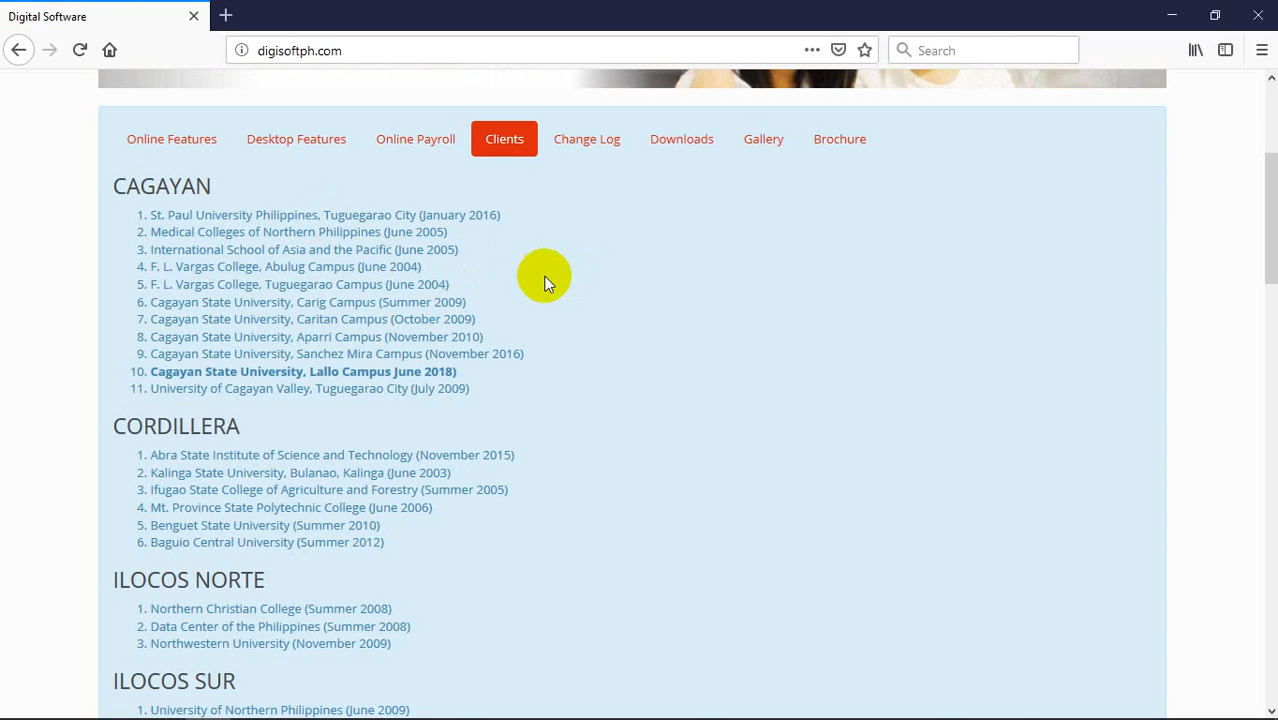 Digital Software
digisoftph.com
Search
Online Features Desktop Features Online Payroll Clients Change Log Downloads Gallery Brochure
CAGAYAN
1. St. Paul University Philippines, Tuguegarao City (January 2016)
2. Medical Colleges of Northern Philippines (June 2005)
3. International School of Asia and the Pacific (June 2005)
4. F. L. Vargas College, Abulug Campus (June 2004)
5. F. L. Vargas College, Tuguegarao Campus (June 2004)
6. Cagayan State University, Carig Campus (Summer 2009)
7. Cagayan State University, Caritan Campus (October 2009)
8. Cagayan State University, Aparri Campus (November 2010)
9. Cagayan State University, Sanchez Mira Campus (November 2016)
10. Cagayan State University, Lallo Campus June 2018)
11. University of Cagayan Valley, Tuguegarao City (July 2009)
CORDILLERA
1. Abra State Institute of Science and Technology (November 2015)
2. Kalinga State University, Bulanao, Kalinga (June 2003)
3. Ifugao State College of Agriculture and Forestry (Summer 2005)
4. Mt. Province State Polytechnic College (June 2006)
5. Benguet State University (Summer 2010)
6. Baguio Central University (Summer 2012)
ILOCOS NORTE
1. Northern Christian College (Summer 2008)
2. Data Center of the Philippines (Summer 2008)
3. Northwestern University (November 2009)
ILOCOS SUR
1. University of Northern Philippines (June 2009)